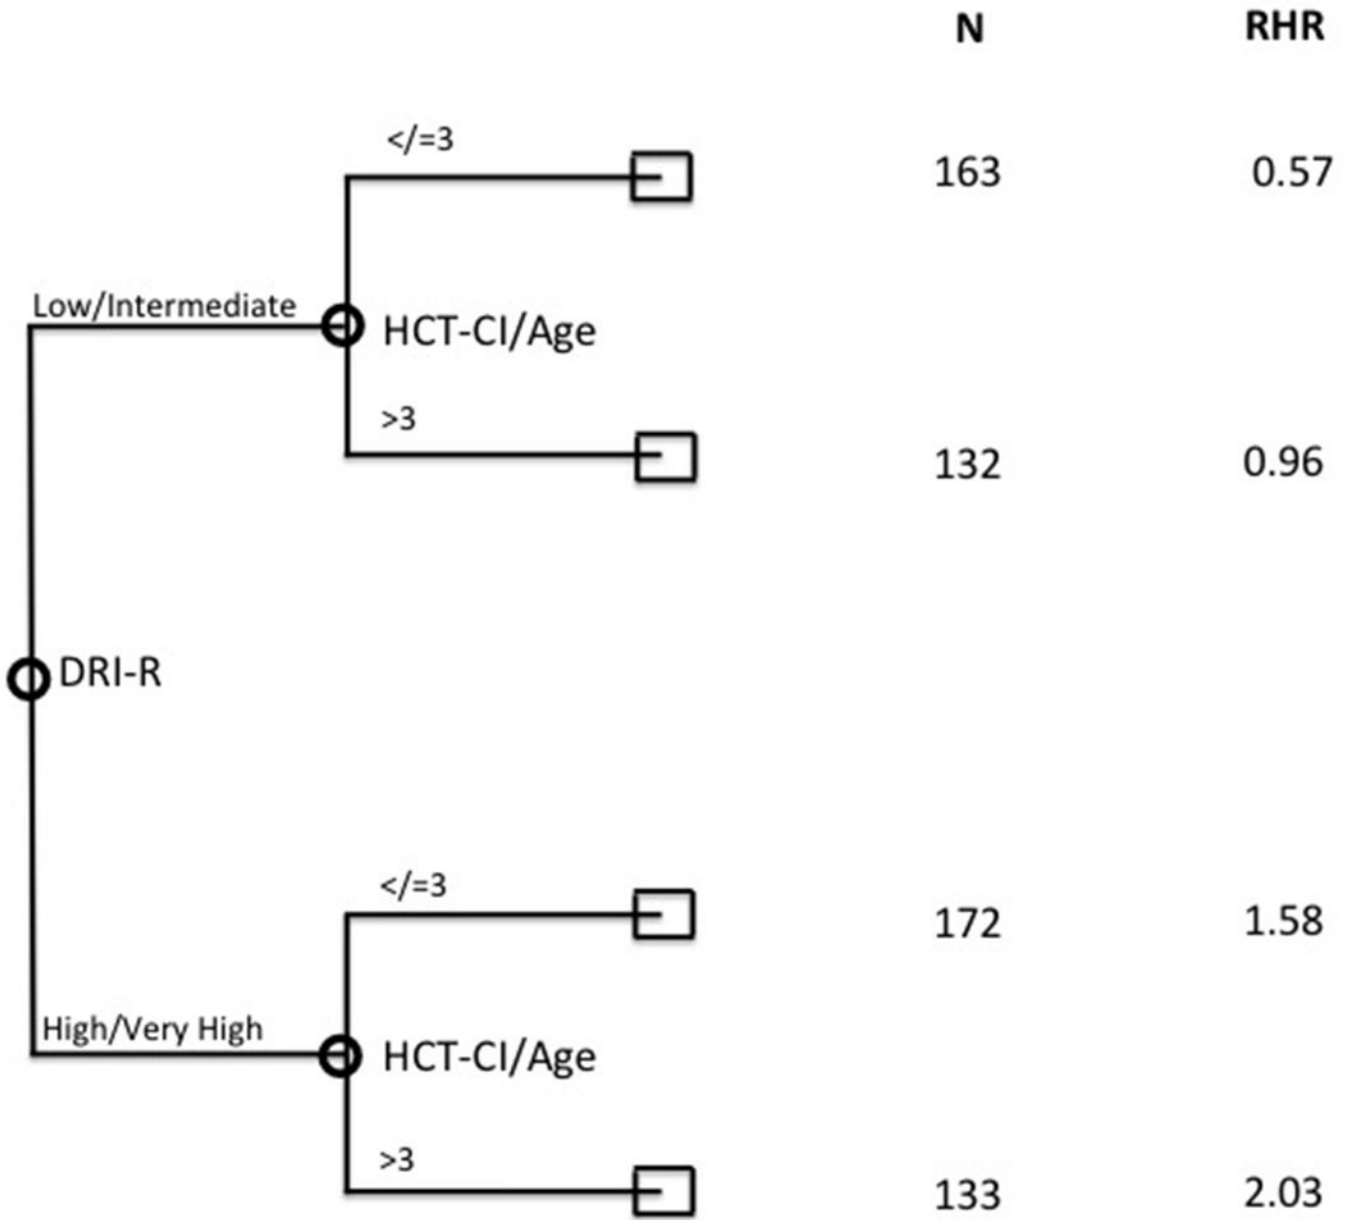 N RHR
</=3
163 0.57
Low/Intermediate
HCT-CI/Age
>3
132 0.96
DRI-R
</=3
172 1.58
High/Very High
HCT-CI/Age
>3
133 2.03